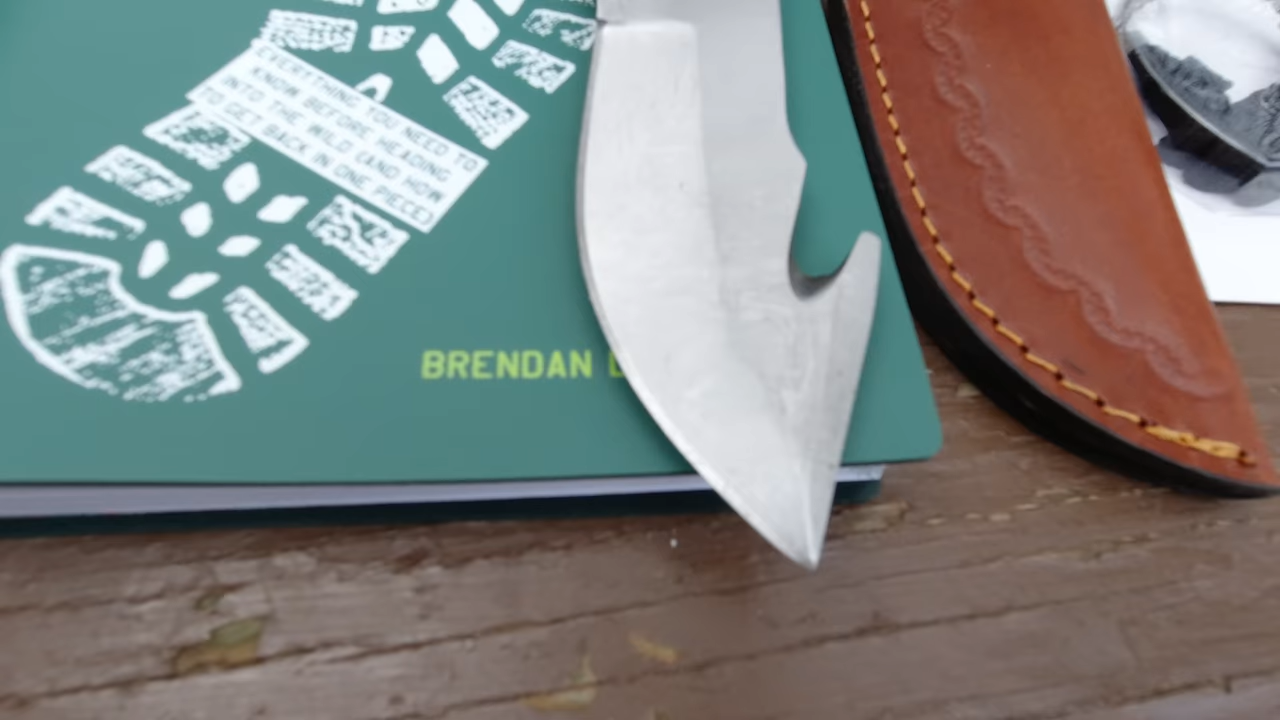 EVERYTHING YOU NEED TO
KNOW BEFORE HEADING
INTO THE WILD (AND HOW
TO GET BACK IN ONE PIECE)
BRENDAN